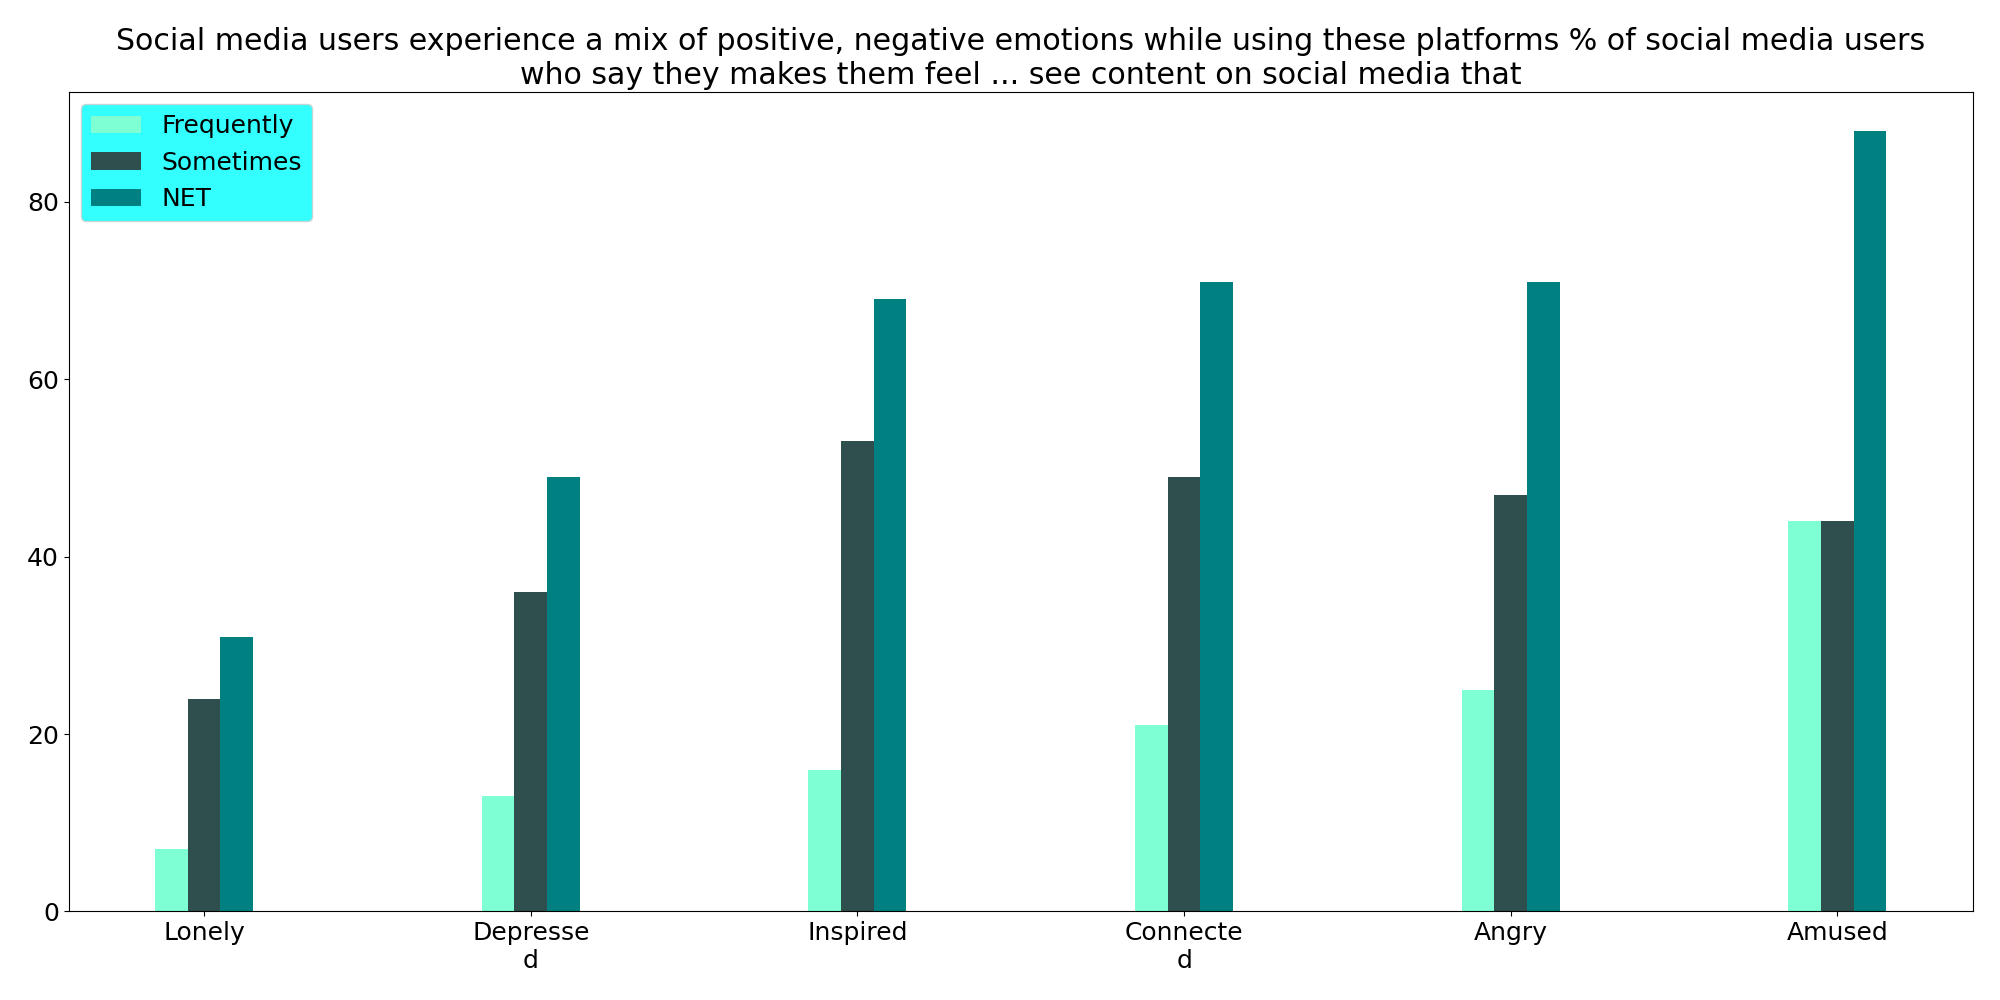 Social media users experience a mix of positive, negative emotions while using these platforms % of social media users
who say they makes them feel ... see content on social media that
Frequently
Sometimes
NET
80
60
40
20
0
Lonely
Depresse
d
Inspired
Connecte
d
Angry
Amused